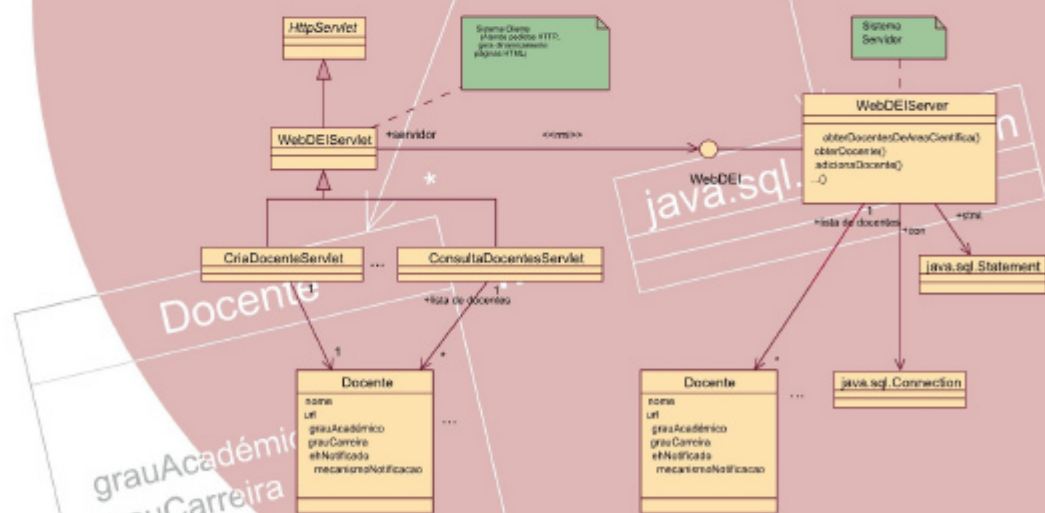 HttpServlet
Sistema Cliente
(Atende pedidos HTTP,
gera dinamicamente
páginas HTML)
Sistema
Servidor
WebDEIServlet
+servidor
<<rmi>>
WebDEI
WebDEIServer
obterDocentesDeAreaCientífica()
obterDocente()
adicionaDocente()
...()
*
java.sql.
n
1
+lista de docentes
+con
+stmt
CriaDocenteServlet
...
ConsultaDocentesServlet
java.sql.Statement
1
1
+lista de docentes
Docente
1
*
*
Docente
nome
url
grauAcadémico
grauCarreira
ehNotificado
mecanismoNotificacao
...
Docente
nome
url
grauAcadémico
grauCarreira
ehNotificado
mecanismoNotificacao
...
java.sql.Connection
grauAcadémic
auCarreira